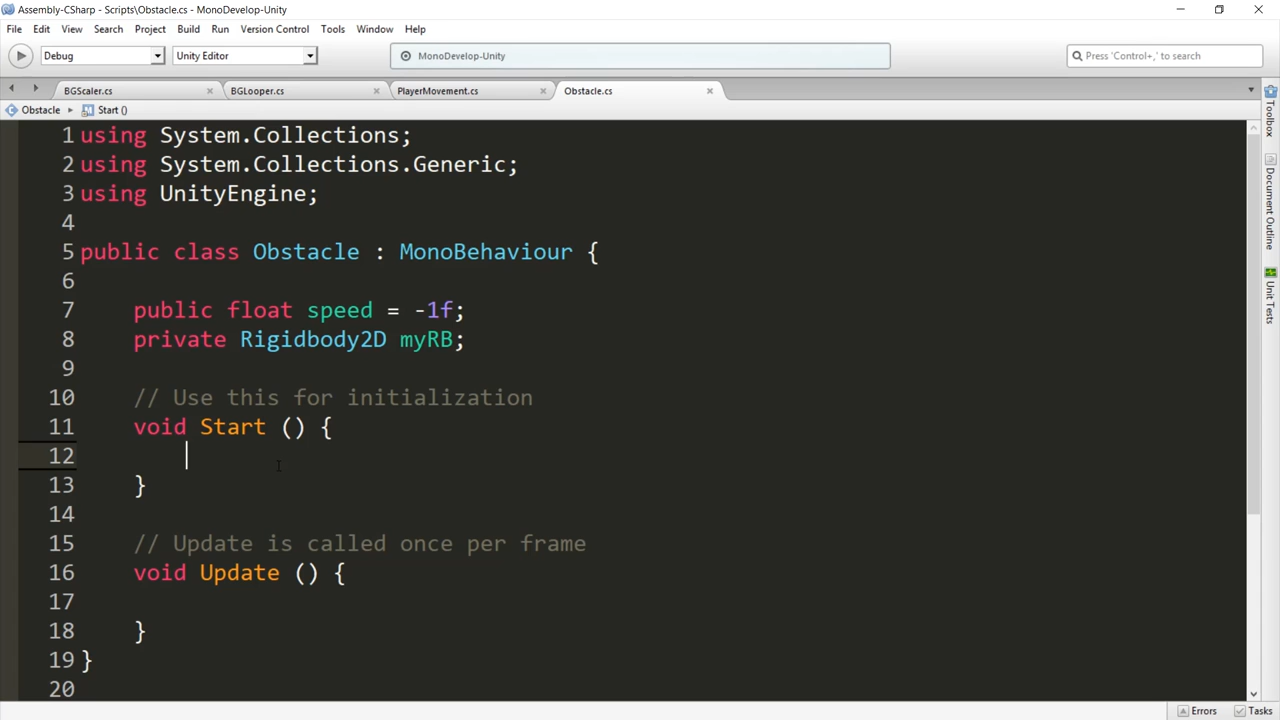 Assembly-CSharp - Scripts\Obstacle.cs - MonoDevelop-Unity
File Edit View Search Project Build Run Version Control Tools Window Help
Debug Unity Editor MonoDevelop-Unity Press 'Control+,' to search
BGScaler.cs BGLooper.cs PlayerMovement.cs Obstacle.cs
Obstacle Start ()
1 using System.Collections;
2 using System.Collections.Generic;
3 using UnityEngine;
4
5 public class Obstacle : MonoBehaviour {
6
7 public float speed = -1f;
8 private Rigidbody2D myRB;
9
10 // Use this for initialization
11 void Start () {
12
13 }
14
15 // Update is called once per frame
16 void Update () {
17
18 }
19 }
20
Toolbox
Document Outline
Unit Tests
Errors Tasks